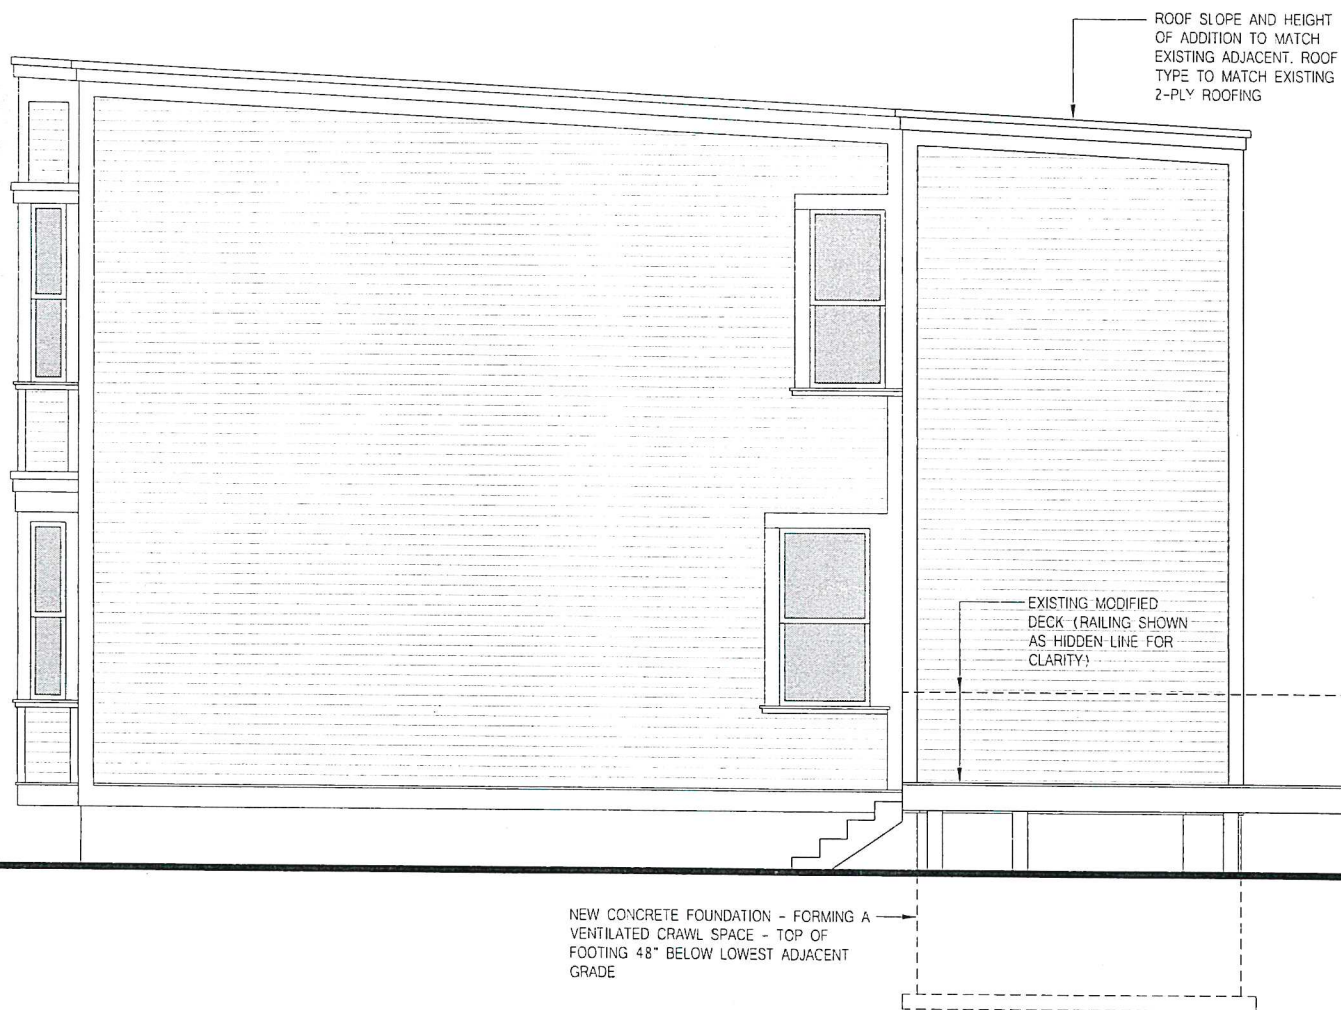 ROOF SLOPE AND HEIGHT
OF ADDITION TO MATCH
EXISTING ADJACENT. ROOF
TYPE TO MATCH EXISTING
2-PLY ROOFING
EXISTING MODIFIED
DECK (RAILING SHOWN
AS HIDDEN LINE FOR
CLARITY)
NEW CONCRETE FOUNDATION - FORMING A
VENTILATED CRAWL SPACE - TOP OF
FOOTING 48" BELOW LOWEST ADJACENT
GRADE